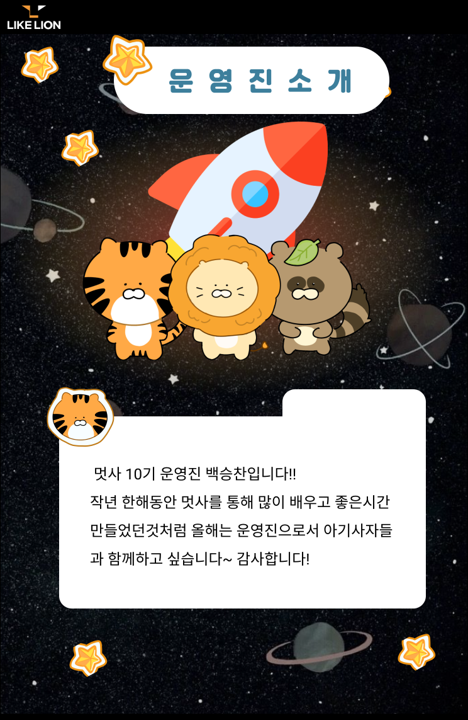 LIKE LION
운영진소개
멋사 10기 운영진 백승찬입니다!!
작년 한해동안 멋사를 통해 많이 배우고 좋은시간
만들었던것처럼 올해는 운영진으로서 아기사자들
과 함께하고 싶습니다~ 감사합니다!